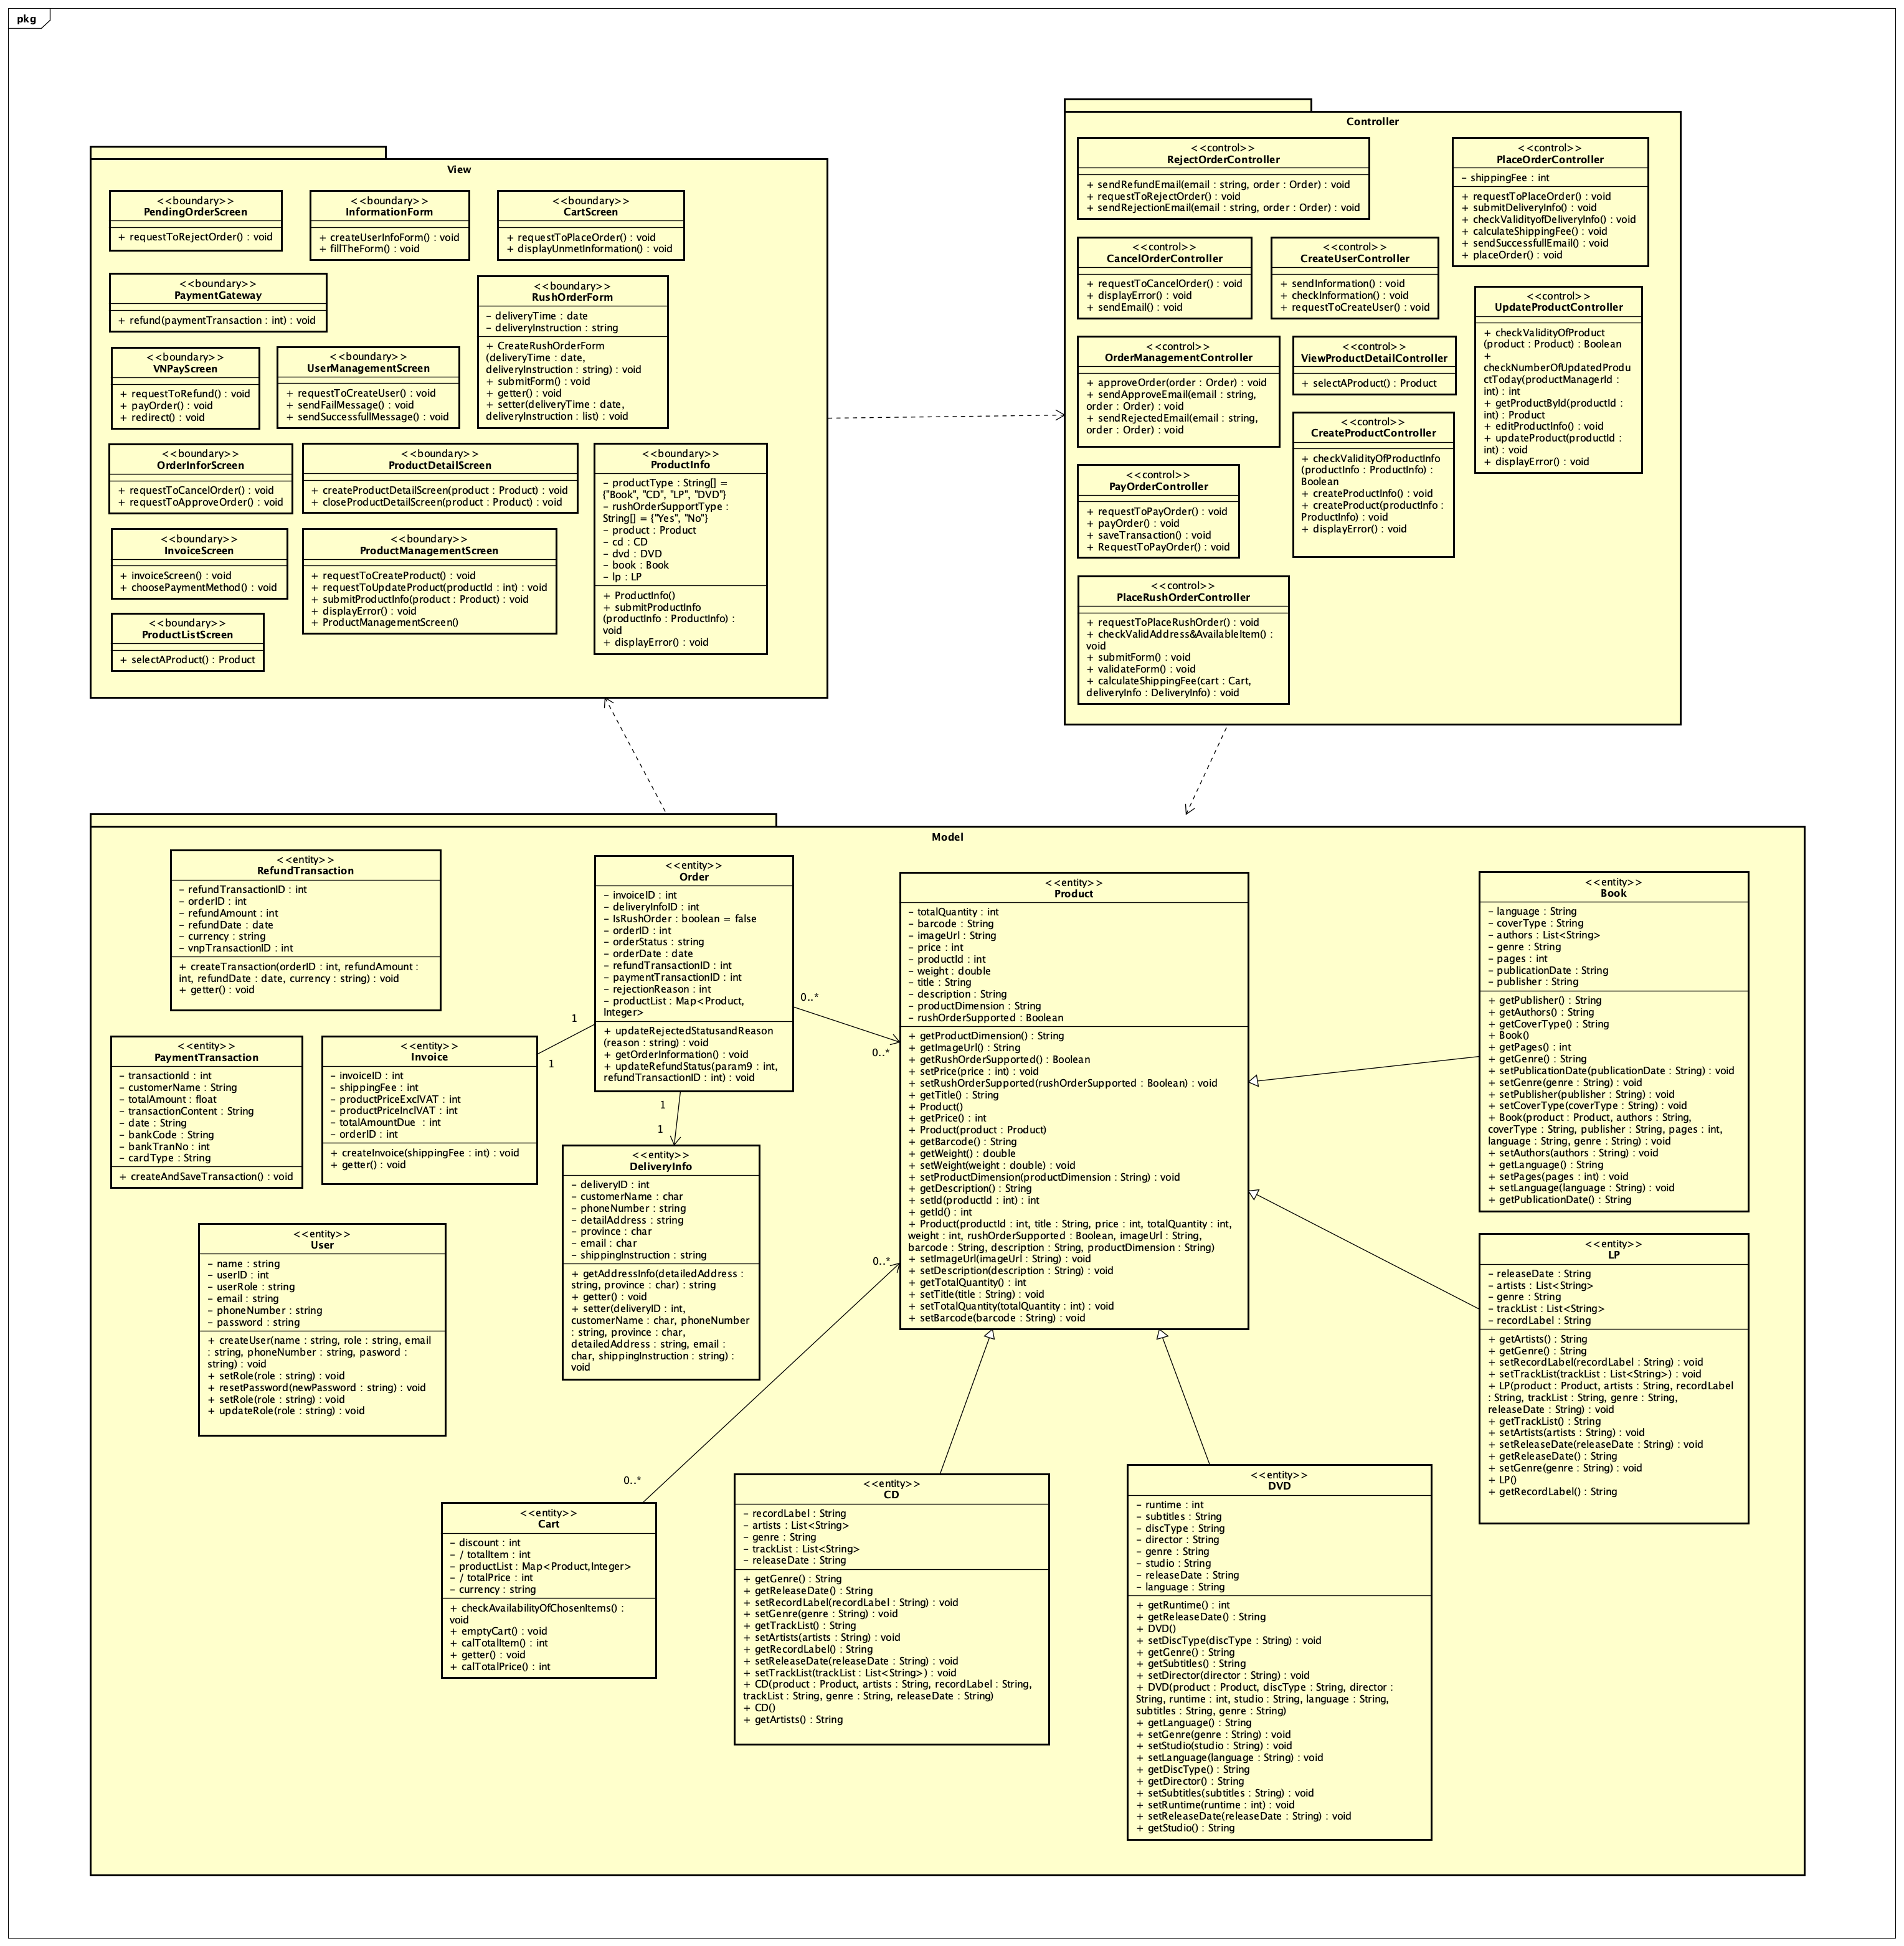 pkg
View
<<boundary>>
PendingOrderScreen
+ requestToRejectOrder() : void
<<boundary>>
InformationForm
+ createUserInfoForm() : void
+ fillTheForm() : void
<<boundary>>
CartScreen
+ requestToPlaceOrder() : void
+ displayUnmetInformation() : void
<<boundary>>
PaymentGateway
+ refund(paymentTransaction : int) : void
<<boundary>>
RushOrderForm
- deliveryTime : date
- deliveryInstruction : string
+ CreateRushOrderForm
(deliveryTime : date,
deliveryInstruction : string) : void
+ submitForm() : void
+ getter() : void
+ setter(deliveryTime : date,
deliveryInstruction : list) : void
<<boundary>>
VNPayScreen
+ requestToRefund() : void
+ payOrder() : void
+ redirect() : void
<<boundary>>
UserManagementScreen
+ requestToCreateUser() : void
+ sendFailMessage() : void
+ sendSuccessfullMessage() : void
<<boundary>>
OrderInforScreen
+ requestToCancelOrder() : void
+ requestToApproveOrder() : void
<<boundary>>
ProductDetailScreen
+ createProductDetailScreen(product : Product) : void
+ closeProductDetailScreen(product : Product) : void
<<boundary>>
ProductInfo
- productType : String[] =
{"Book", "CD", "LP", "DVD"}
- rushOrderSupportType :
String[] = {"Yes", "No"}
- product : Product
- cd : CD
- dvd : DVD
- book : Book
- lp : LP
+ ProductInfo()
+ submitProductInfo
(productInfo : ProductInfo) :
void
+ displayError() : void
<<boundary>>
InvoiceScreen
+ invoiceScreen() : void
+ choosePaymentMethod() : void
<<boundary>>
ProductManagementScreen
+ requestToCreateProduct() : void
+ requestToUpdateProduct(productId : int) : void
+ submitProductInfo(product : Product) : void
+ displayError() : void
+ ProductManagementScreen()
<<boundary>>
ProductListScreen
+ selectAProduct() : Product
Controller
<<control>>
RejectOrderController
+ sendRefundEmail(email : string, order : Order) : void
+ requestToRejectOrder() : void
+ sendRejectionEmail(email : string, order : Order) : void
<<control>>
PlaceOrderController
- shippingFee : int
+ requestToPlaceOrder() : void
+ submitDeliveryInfo() : void
+ checkValidityofDeliveryInfo() : void
+ calculateShippingFee() : void
+ sendSuccessfullEmail() : void
+ placeOrder() : void
<<control>>
CancelOrderController
+ requestToCancelOrder() : void
+ displayError() : void
+ sendEmail() : void
<<control>>
CreateUserController
+ sendInformation() : void
+ checkInformation() : void
+ requestToCreateUser() : void
<<control>>
UpdateProductController
+ checkValidityOfProduct
(product : Product) : Boolean
+
checkNumberOfUpdatedProdu
ctToday(productManagerId :
int) : int
+ getProductById(productId :
int) : Product
+ editProductInfo() : void
+ updateProduct(productId :
int) : void
+ displayError() : void
<<control>>
OrderManagementController
+ approveOrder(order : Order) : void
+ sendApproveEmail(email : string,
order : Order) : void
+ sendRejectedEmail(email : string,
order : Order) : void
<<control>>
ViewProductDetailController
+ selectAProduct() : Product
<<control>>
CreateProductController
+ checkValidityOfProductInfo
(productInfo : ProductInfo) :
Boolean
+ createProductInfo() : void
+ createProduct(productInfo :
ProductInfo) : void
+ displayError() : void
<<control>>
PayOrderController
+ requestToPayOrder() : void
+ payOrder() : void
+ saveTransaction() : void
+ RequestToPayOrder() : void
<<control>>
PlaceRushOrderController
+ requestToPlaceRushOrder() : void
+ checkValidAddress&AvailableItem() :
void
+ submitForm() : void
+ validateForm() : void
+ calculateShippingFee(cart : Cart,
deliveryInfo : DeliveryInfo) : void
Model
<<entity>>
RefundTransaction
- refundTransactionID : int
- orderID : int
- refundAmount : int
- refundDate : date
- currency : string
- vnpTransactionID : int
+ createTransaction(orderID : int, refundAmount :
int, refundDate : date, currency : string) : void
+ getter() : void
<<entity>>
Order
- invoiceID : int
- deliveryInfoID : int
- IsRushOrder : boolean = false
- orderID : int
- orderStatus : string
- orderDate : date
- refundTransactionID : int
- paymentTransactionID : int
- rejectionReason : int
- productList : Map<Product,
Integer>
+ updateRejectedStatusandReason
(reason : string) : void
+ getOrderInformation() : void
+ updateRefundStatus(param9 : int,
refundTransactionID : int) : void
<<entity>>
Product
- totalQuantity : int
- barcode : String
- imageUrl : String
- price : int
- productId : int
- weight : double
- title : String
- description : String
- productDimension : String
- rushOrderSupported : Boolean
+ getProductDimension() : String
+ getImageUrl() : String
+ getRushOrderSupported() : Boolean
+ setPrice(price : int) : void
+ setRushOrderSupported(rushOrderSupported : Boolean) : void
+ getTitle() : String
+ Product()
+ getPrice() : int
+ Product(product : Product)
+ getBarcode() : String
+ getWeight() : double
+ setWeight(weight : double) : void
+ setProductDimension(productDimension : String) : void
+ getDescription() : String
+ setId(productId : int) : int
+ getId() : int
+ Product(productId : int, title : String, price : int, totalQuantity : int,
weight : int, rushOrderSupported : Boolean, imageUrl : String,
barcode : String, description : String, productDimension : String)
+ setImageUrl(imageUrl : String) : void
+ setDescription(description : String) : void
+ getTotalQuantity() : int
+ setTitle(title : String) : void
+ setTotalQuantity(totalQuantity : int) : void
+ setBarcode(barcode : String) : void
<<entity>>
Book
- language : String
- coverType : String
- authors : List<String>
- genre : String
- pages : int
- publicationDate : String
- publisher : String
+ getPublisher() : String
+ getAuthors() : String
+ getCoverType() : String
+ Book()
+ getPages() : int
+ getGenre() : String
+ setPublicationDate(publicationDate : String) : void
+ setGenre(genre : String) : void
+ setPublisher(publisher : String) : void
+ setCoverType(coverType : String) : void
+ Book(product : Product, authors : String,
coverType : String, publisher : String, pages : int,
language : String, genre : String) : void
+ setAuthors(authors : String) : void
+ getLanguage() : String
+ setPages(pages : int) : void
+ setLanguage(language : String) : void
+ getPublicationDate() : String
0..*
0..*
1
1
<<entity>>
PaymentTransaction
- transactionId : int
- customerName : String
- totalAmount : float
- transactionContent : String
- date : String
- bankCode : String
- bankTranNo : int
- cardType : String
+ createAndSaveTransaction() : void
<<entity>>
Invoice
- invoiceID : int
- shippingFee : int
- productPriceExclVAT : int
- productPriceInclVAT : int
- totalAmountDue : int
- orderID : int
+ createInvoice(shippingFee : int) : void
+ getter() : void
1
1
<<entity>>
DeliveryInfo
- deliveryID : int
- customerName : char
- phoneNumber : string
- detailAddress : string
- province : char
- email : char
- shippingInstruction : string
+ getAddressInfo(detailedAddress :
string, province : char) : string
+ getter() : void
+ setter(deliveryID : int,
customerName : char, phoneNumber
: string, province : char,
detailedAddress : string, email :
char, shippingInstruction : string) :
void
<<entity>>
User
- name : string
- userID : int
- userRole : string
- email : string
- phoneNumber : string
- password : string
+ createUser(name : string, role : string, email
: string, phoneNumber : string, pasword :
string) : void
+ setRole(role : string) : void
+ resetPassword(newPassword : string) : void
+ setRole(role : string) : void
+ updateRole(role : string) : void
<<entity>>
LP
- releaseDate : String
- artists : List<String>
- genre : String
- trackList : List<String>
- recordLabel : String
+ getArtists() : String
+ getGenre() : String
+ setRecordLabel(recordLabel : String) : void
+ setTrackList(trackList : List<String>) : void
+ LP(product : Product, artists : String, recordLabel
: String, trackList : String, genre : String,
releaseDate : String) : void
+ getTrackList() : String
+ setArtists(artists : String) : void
+ setReleaseDate(releaseDate : String) : void
+ getReleaseDate() : String
+ setGenre(genre : String) : void
+ LP()
+ getRecordLabel() : String
0..*
0..*
<<entity>>
Cart
- discount : int
- / totalItem : int
- productList : Map<Product,Integer>
- / totalPrice : int
- currency : string
+ checkAvailabilityOfChosenItems() :
void
+ emptyCart() : void
+ calTotalItem() : int
+ getter() : void
+ calTotalPrice() : int
<<entity>>
CD
- recordLabel : String
- artists : List<String>
- genre : String
- trackList : List<String>
- releaseDate : String
+ getGenre() : String
+ getReleaseDate() : String
+ setRecordLabel(recordLabel : String) : void
+ setGenre(genre : String) : void
+ getTrackList() : String
+ setArtists(artists : String) : void
+ getRecordLabel() : String
+ setReleaseDate(releaseDate : String) : void
+ setTrackList(trackList : List<String>) : void
+ CD(product : Product, artists : String, recordLabel : String,
trackList : String, genre : String, releaseDate : String)
+ CD()
+ getArtists() : String
<<entity>>
DVD
- runtime : int
- subtitles : String
- discType : String
- director : String
- genre : String
- studio : String
- releaseDate : String
- language : String
+ getRuntime() : int
+ getReleaseDate() : String
+ DVD()
+ setDiscType(discType : String) : void
+ getGenre() : String
+ getSubtitles() : String
+ setDirector(director : String) : void
+ DVD(product : Product, discType : String, director :
String, runtime : int, studio : String, language : String,
subtitles : String, genre : String)
+ getLanguage() : String
+ setGenre(genre : String) : void
+ setStudio(studio : String) : void
+ setLanguage(language : String) : void
+ getDiscType() : String
+ getDirector() : String
+ setSubtitles(subtitles : String) : void
+ setRuntime(runtime : int) : void
+ setReleaseDate(releaseDate : String) : void
+ getStudio() : String